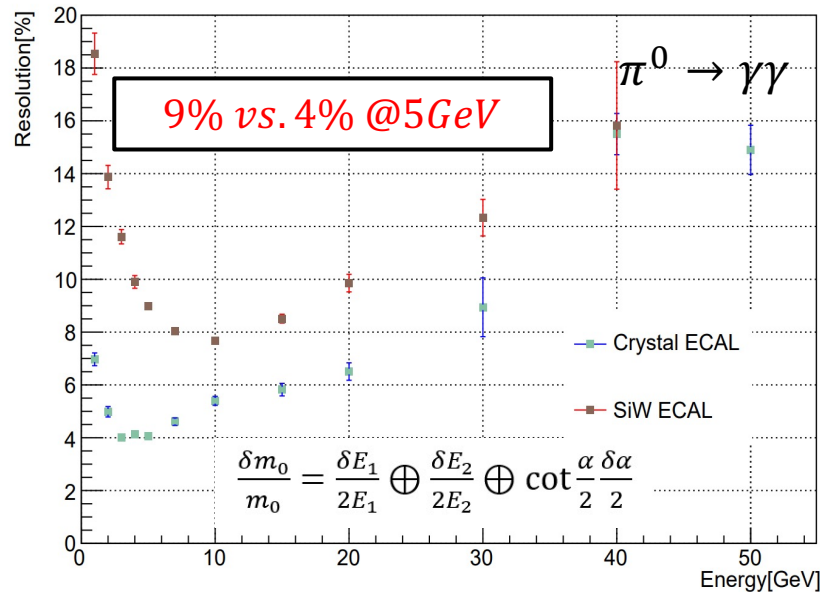 Resolution[%]
20
18
16
14
12
10
8
6
4
2
0
π⁰ → γγ
9% vs. 4% @5GeV
Crystal ECAL
SiW ECAL
δm₀/m₀ = δE₁/2E₁ ⊕ δE₂/2E₂ ⊕ cot α/2 δα/2
0 10 20 30 40 50
Energy[GeV]